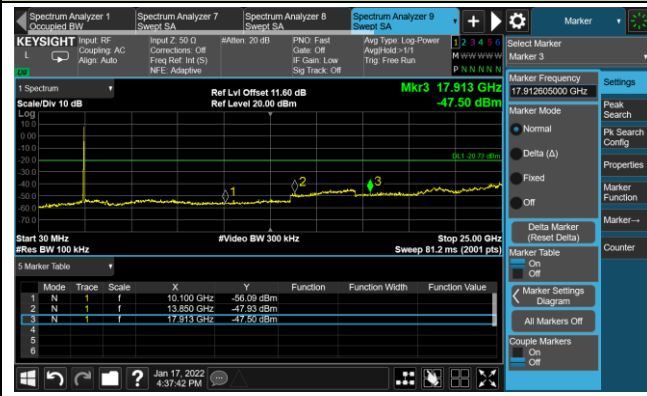 Spectrum Analyzer 1
Occupied BW
Spectrum Analyzer 7
Swept SA
Spectrum Analyzer 8
Swept SA
Spectrum Analyzer 9
Swept SA
Marker
KEYSIGHT
L
Input: RF
Coupling: AC
Align: Auto
Input Z: 50 Ω
Corrections: Off
Freq Ref: Int (S)
NFE: Adaptive
#Atten: 20 dB
PNO: Fast
Gate: Off
IF Gain: Low
Sig Track: Off
Avg Type: Log-Power
Avg|Hold:>1/1
Trig: Free Run
1 2 3 4 5 6
M W W W W W
P N N N N N
Select Marker
Marker 3
1 Spectrum
Scale/Div 10 dB
Ref Lvl Offset 11.60 dB
Ref Level 20.00 dBm
Mkr3 17.913 GHz
-47.50 dBm
Log
10.0
0.00
-10.0
-20.0
-30.0
-40.0
-50.0
-60.0
-70.0
DL1 -20.73 dBm
1
2
3
Start 30 MHz
#Res BW 100 kHz
#Video BW 300 kHz
Stop 25.00 GHz
Sweep 81.2 ms (2001 pts)
5 Marker Table
Mode Trace Scale X Y Function Function Width Function Value
1 N 1 f 10.100 GHz -56.09 dBm
2 N 1 f 13.850 GHz -47.93 dBm
3 N 1 f 17.913 GHz -47.50 dBm
4
5
6
Marker Frequency
17.912605000 GHz
Marker Mode
Normal
Delta (Δ)
Fixed
Off
Delta Marker
(Reset Delta)
Marker Table
On
Off
Marker Settings
Diagram
All Markers Off
Couple Markers
On
Off
Settings
Peak
Search
Pk Search
Config
Properties
Marker
Function
Marker→
Counter
Jan 17, 2022
4:37:42 PM